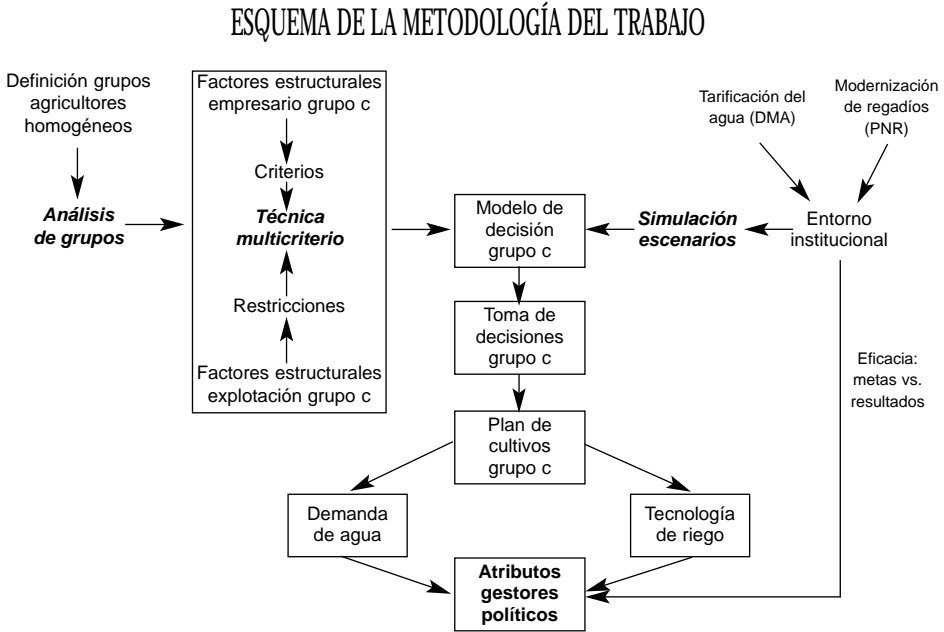 ESQUEMA DE LA METODOLOGÍA DEL TRABAJO
Definición grupos
agricultores
homogéneos
Análisis
de grupos
Factores estructurales
empresario grupo c
Criterios
Técnica
multicriterio
Restricciones
Factores estructurales
explotación grupo c
Modelo de
decisión
grupo c
Simulación
escenarios
Tarificación del
agua (DMA)
Modernización
de regadíos
(PNR)
Entorno
institucional
Toma de
decisiones
grupo c
Eficacia:
metas vs.
resultados
Plan de
cultivos
grupo c
Demanda
de agua
Tecnología
de riego
Atributos
gestores
políticos